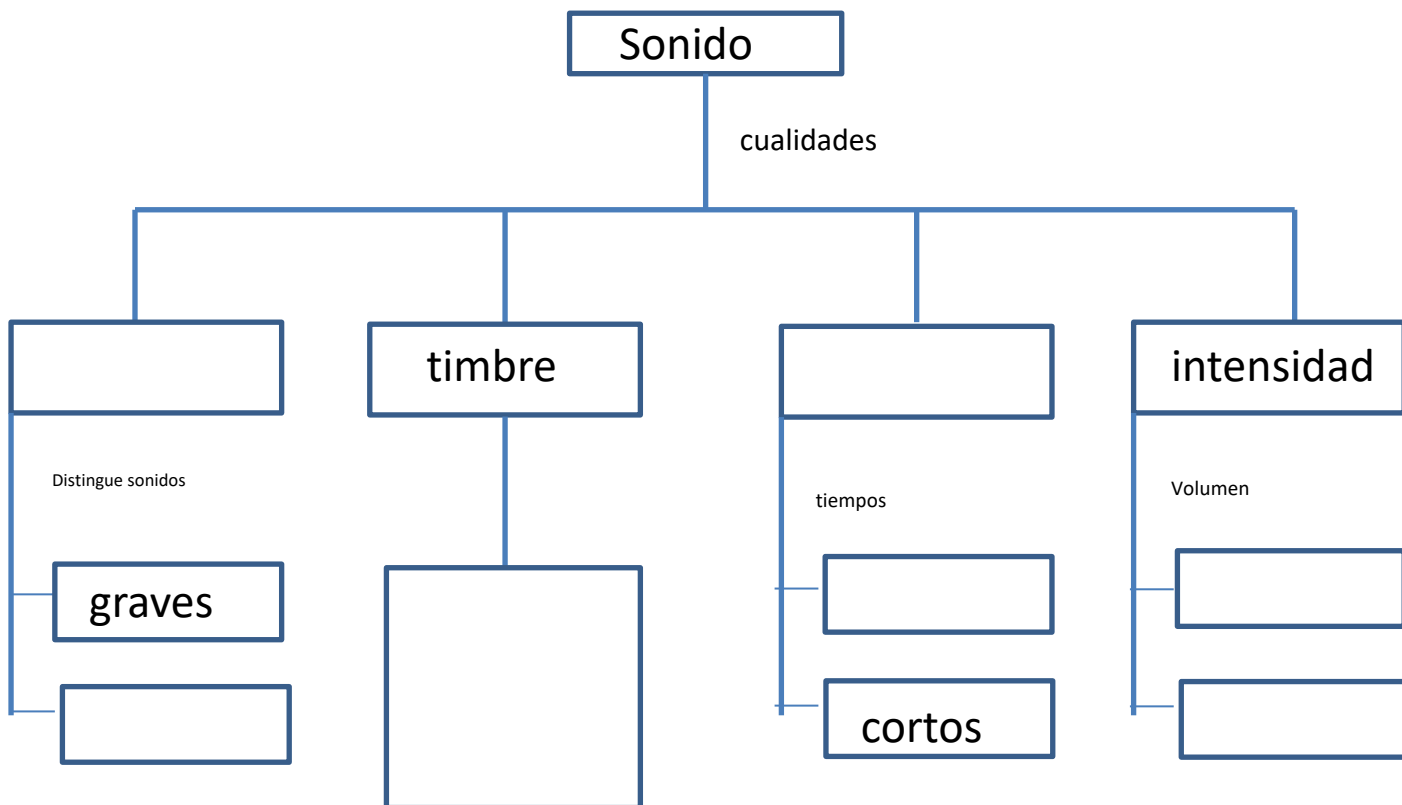 Sonido
cualidades
timbre
intensidad
Distingue sonidos
tiempos
Volumen
graves
cortos